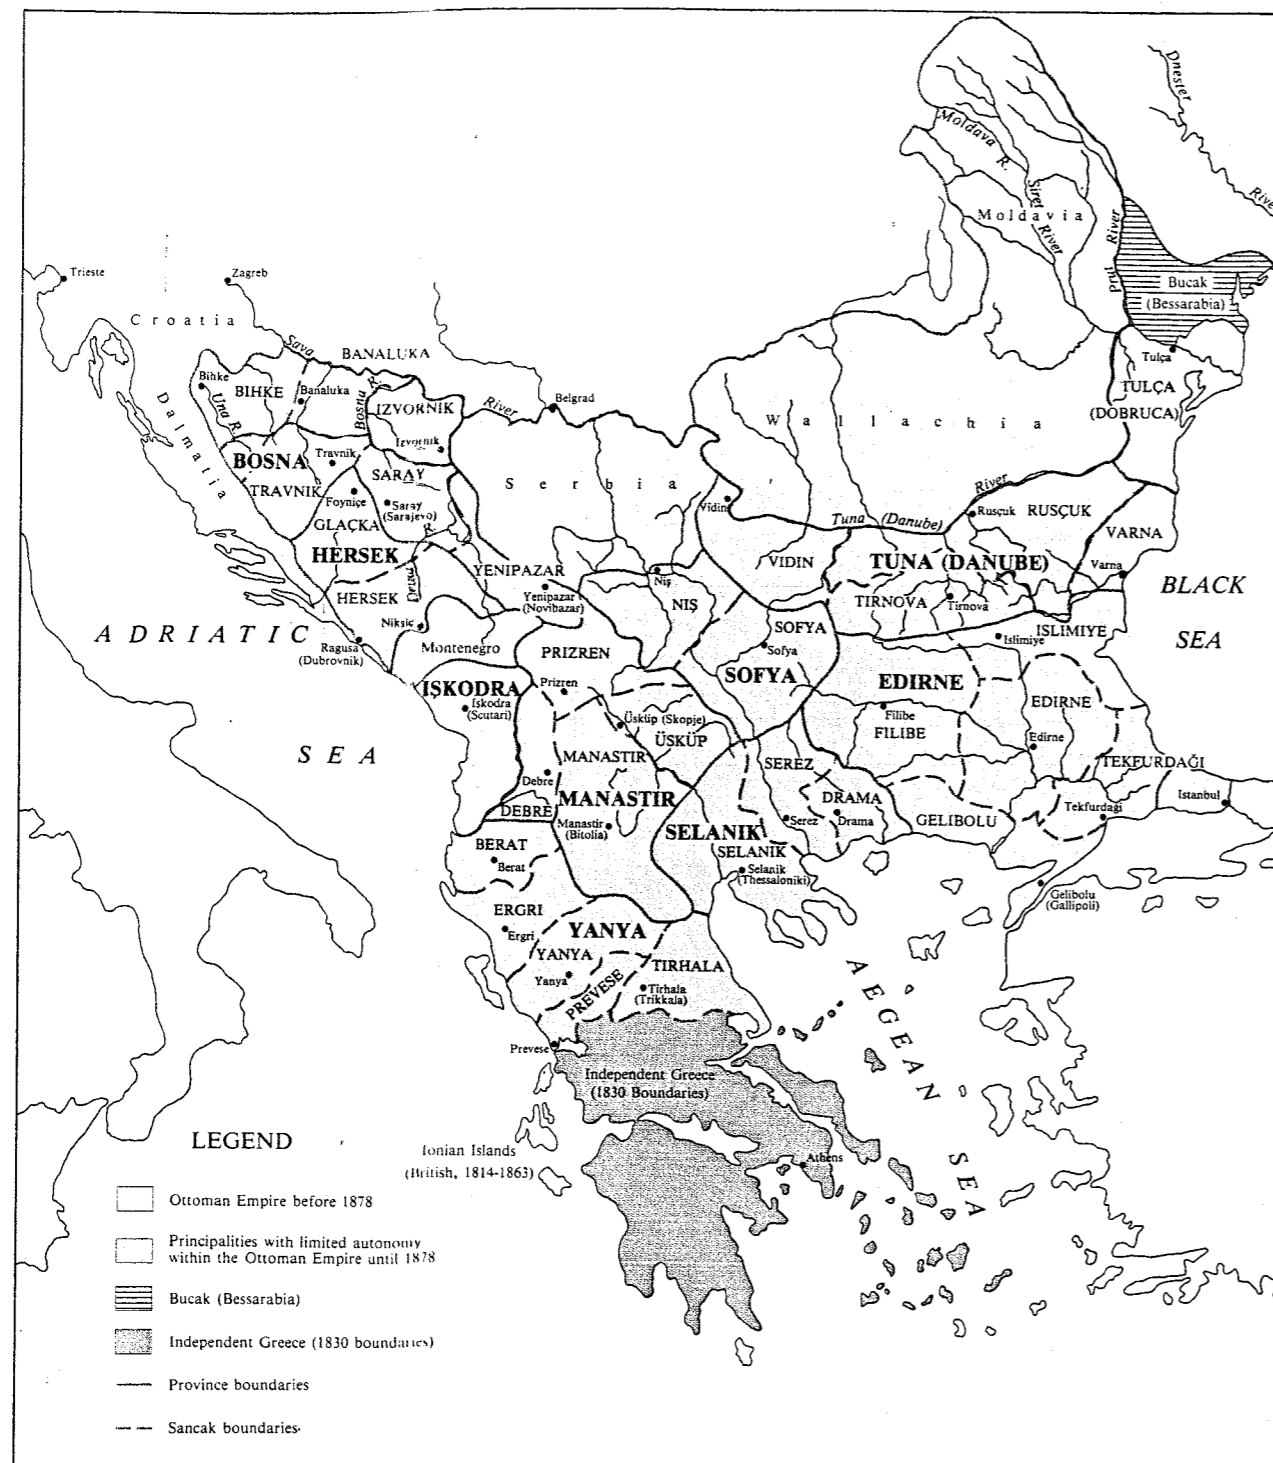 Dnester
River
Moldava R.
Siret River
Moldavia
Prut River
Bucak
(Bessarabia)
Trieste
Zagreb
Croatia
Sava
BANALUKA
Tulça
TULÇA
(DOBRUCA)
Bihke
BIHKE
Banaluka
Una R.
Bosna R.
IZVORNIK
Izvornik
River
Belgrad
Wallachia
Dalmatia
BOSNA
Travnik
TRAVNIK
SARAY
Foyniçe
Saray
(Sarajevo)
GLAÇKA
R.
Serbia
Vidin
River
Rusçuk
RUSÇUK
Tuna (Danube)
VARNA
HERSEK
HERSEK
YENIPAZAR
Yenipazar
(Novibazar)
Niş
NIŞ
VIDIN
TUNA (DANUBE)
Varna
BLACK
SEA
TIRNOVA
Tirnova
ADRIATIC
SEA
Ragusa
(Dubrovnik)
Nikşic
Montenegro
PRIZREN
Prizren
SOFYA
Sofya
SOFYA
ISLIMIYE
Islimiye
EDIRNE
EDIRNE
Edirne
IŞKODRA
Işkodra
(Scutari)
Üsküp (Skopje)
ÜSKÜP
Filibe
FILIBE
MANASTIR
Debre
DEBRE
MANASTIR
Manastir
(Bitolia)
SEREZ
Serez
DRAMA
Drama
TEKFURDAĞI
Tekfurdaği
Istanbul
GELIBOLU
SELANIK
SELANIK
Selanik
(Thessaloniki)
Gelibolu
(Gallipoli)
BERAT
Berat
ERGRI
Ergri
YANYA
YANYA
Yanya
PREVESE
TIRHALA
Tirhala
(Trikkala)
Prevese
AEGEAN SEA
Independent Greece
(1830 Boundaries)
Athens
Ionian Islands
(British, 1814-1863)
LEGEND
Ottoman Empire before 1878
Principalities with limited autonomy
within the Ottoman Empire until 1878
Bucak (Bessarabia)
Independent Greece (1830 boundaries)
Province boundaries
Sancak boundaries